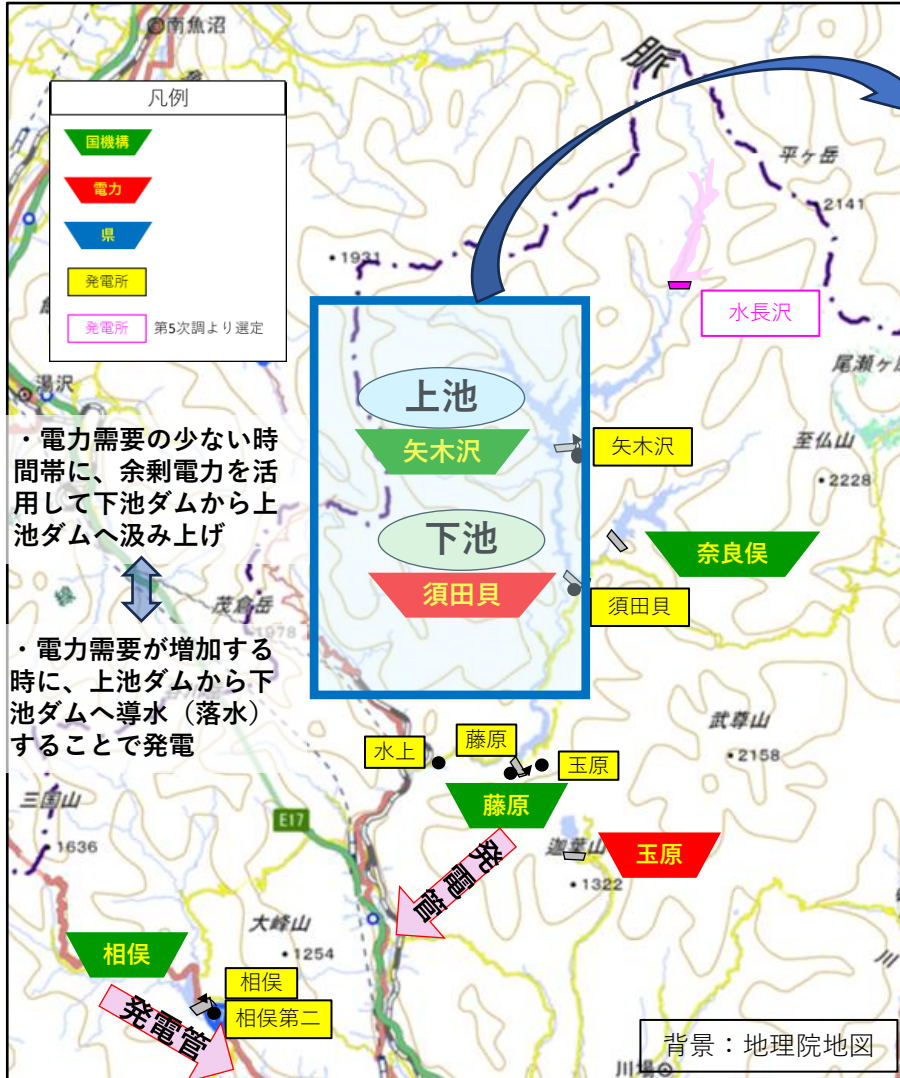 ◎南魚沼
脈
凡例
国機構
電力
県
発電所
発電所 第5次調より選定
平ヶ岳
2141
1931
水長沢
尾瀬ヶ原
湯沢
上池
矢木沢
矢木沢
至仏山
2228
・電力需要の少ない時
間帯に、余剰電力を活
用して下池ダムから上
池ダムへ汲み上げ
下池
須田貝
奈良俣
須田貝
茂倉岳
1978
・電力需要が増加する
時に、上池ダムから下
池ダムへ導水（落水）
することで発電
武尊山
2158
水上
藤原
玉原
藤原
三国山
1636
E17
迦葉山
1322
玉原
発電管
大峰山
1254
相俣
相俣
相俣第二
発電管
川
背景：地理院地図
川場